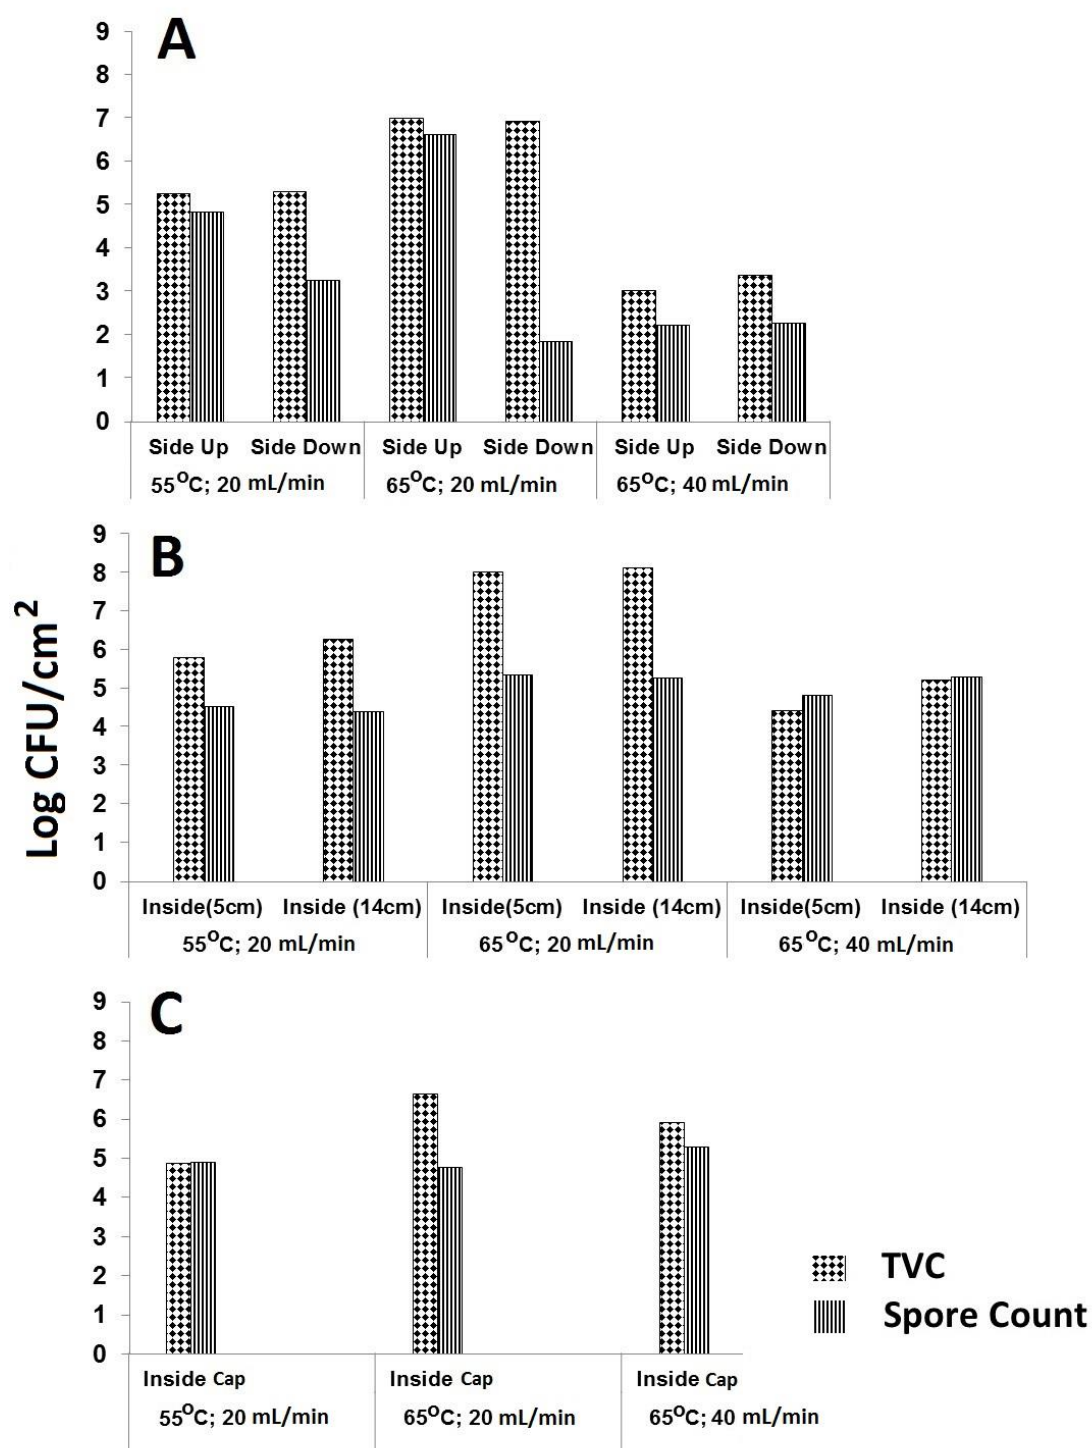 A
9
8
7
6
5
4
3
2
1
0
Side Up Side Down Side Up Side Down Side Up Side Down
55°C; 20 mL/min 65°C; 20 mL/min 65°C; 40 mL/min
Log CFU/cm²
B
9
8
7
6
5
4
3
2
1
0
Inside(5cm) Inside (14cm) Inside(5cm) Inside (14cm) Inside(5cm) Inside (14cm)
55°C; 20 mL/min 65°C; 20 mL/min 65°C; 40 mL/min
C
9
8
7
6
5
4
3
2
1
0
Inside Cap Inside Cap Inside Cap
55°C; 20 mL/min 65°C; 20 mL/min 65°C; 40 mL/min
TVC
Spore Count